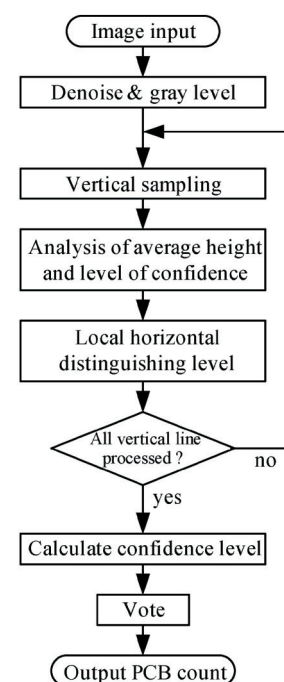 Image input
Denoise & gray level
Vertical sampling
Analysis of average height
and level of confidence
Local horizontal
distinguishing level
All vertical line
processed ?
no
yes
Calculate confidence level
Vote
Output PCB count